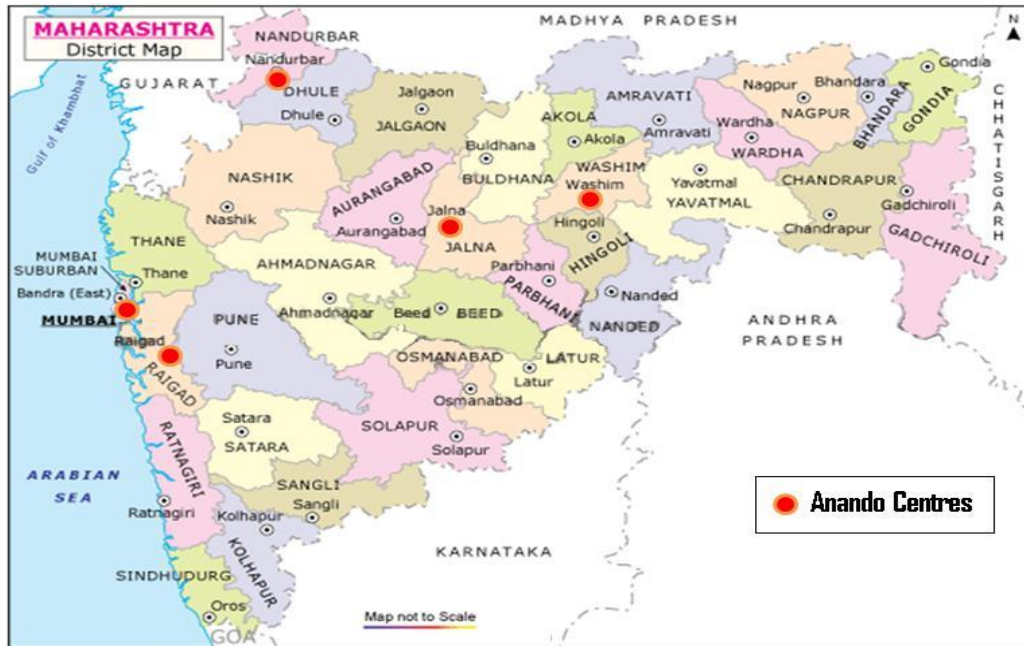 MAHARASHTRA
District Map
MADHYA PRADESH
N
NANDURBAR
Nandurbar
GUJARAT
DHULE
Dhule
Jalgaon
JALGAON
Gulf of Khambhat
AMRAVATI
Amravati
AKOLA
Akola
Nagpur
NAGPUR
Bhandara
BHANDARA
Gondia
GONDIA
CHHATISGARH
Wardha
WARDHA
Buldhana
BULDHANA
WASHIM
Washim
Yavatmal
YAVATMAL
CHANDRAPUR
Chandrapur
Gadchiroli
GADCHIROLI
NASHIK
Nashik
AURANGABAD
Aurangabad
Jalna
JALNA
Hingoli
HINGOLI
Parbhani
PARBHANI
Nanded
NANDED
THANE
Thane
MUMBAI
SUBURBAN
Bandra (East)
MUMBAI
AHMADNAGAR
Ahmadnagar
Beed
BEED
ANDHRA
PRADESH
Raigad
RAIGAD
PUNE
Pune
OSMANABAD
Osmanabad
LATUR
Latur
Satara
SATARA
SOLAPUR
Solapur
ARABIAN
SEA
RATNAGIRI
Ratnagiri
SANGLI
Sangli
Kolhapur
KOLHAPUR
KARNATAKA
SINDHUDURG
Oros
GOA
Map not to Scale
Anando Centres